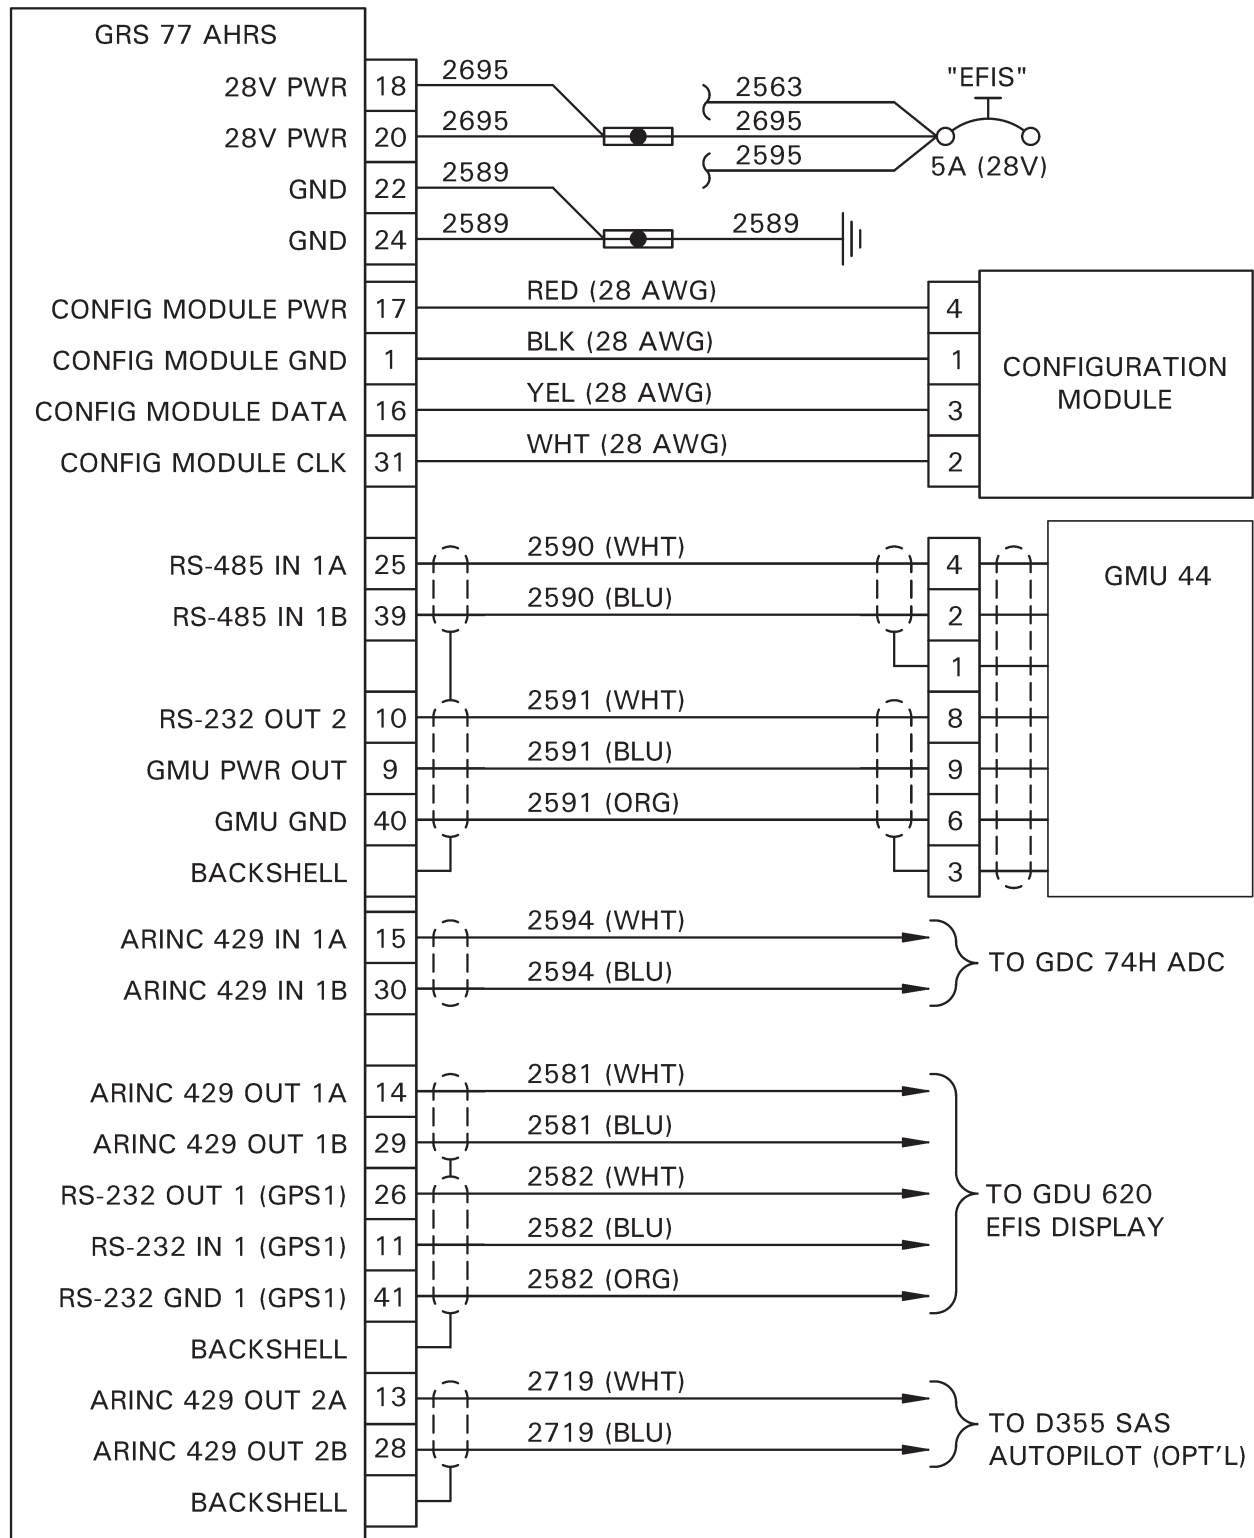 GRS 77 AHRS
28V PWR 18 2695
2563
"EFIS"
28V PWR 20 2695 2695
2595
5A (28V)
GND 22 2589
GND 24 2589 2589
CONFIG MODULE PWR 17 RED (28 AWG) 4
CONFIG MODULE GND 1 BLK (28 AWG) 1
CONFIGURATION
MODULE
CONFIG MODULE DATA 16 YEL (28 AWG) 3
CONFIG MODULE CLK 31 WHT (28 AWG) 2
RS-485 IN 1A 25 2590 (WHT) 4
GMU 44
RS-485 IN 1B 39 2590 (BLU) 2
1
RS-232 OUT 2 10 2591 (WHT) 8
GMU PWR OUT 9 2591 (BLU) 9
GMU GND 40 2591 (ORG) 6
BACKSHELL 3
ARINC 429 IN 1A 15 2594 (WHT)
TO GDC 74H ADC
ARINC 429 IN 1B 30 2594 (BLU)
ARINC 429 OUT 1A 14 2581 (WHT)
ARINC 429 OUT 1B 29 2581 (BLU)
RS-232 OUT 1 (GPS1) 26 2582 (WHT)
TO GDU 620
EFIS DISPLAY
RS-232 IN 1 (GPS1) 11 2582 (BLU)
RS-232 GND 1 (GPS1) 41 2582 (ORG)
BACKSHELL
ARINC 429 OUT 2A 13 2719 (WHT)
TO D355 SAS
AUTOPILOT (OPT'L)
ARINC 429 OUT 2B 28 2719 (BLU)
BACKSHELL